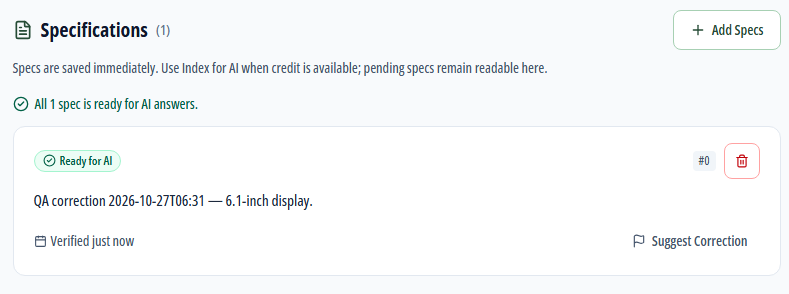 Specifications (1)
Add Specs
Specs are saved immediately. Use Index for AI when credit is available; pending specs remain readable here.
All 1 spec is ready for AI answers.
Ready for AI
#0
QA correction 2026-10-27T06:31 — 6.1-inch display.
Verified just now
Suggest Correction